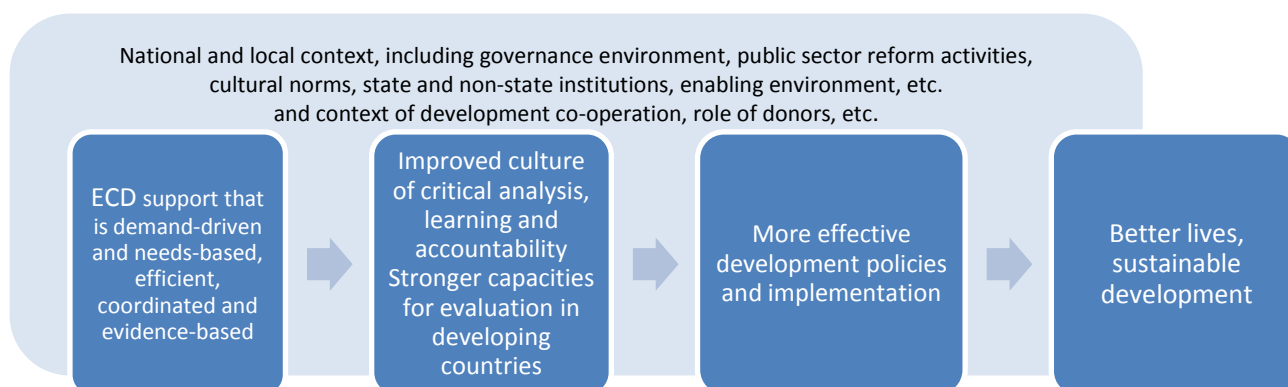 National and local context, including governance environment, public sector reform activities,
cultural norms, state and non-state institutions, enabling environment, etc.
and context of development co-operation, role of donors, etc.
ECD support that
is demand-driven
and needs-based,
efficient,
coordinated and
evidence-based
Improved culture
of critical analysis,
learning and
accountability
Stronger capacities
for evaluation in
developing
countries
More effective
development policies
and implementation
Better lives,
sustainable
development